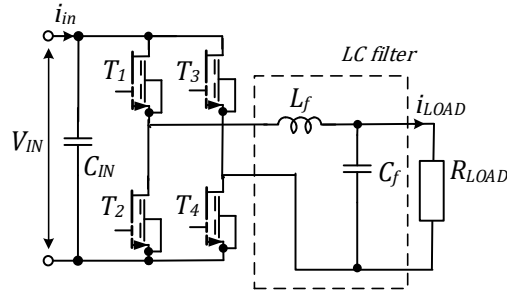 i_in
LC filter
T_1
T_3
L_f
i_LOAD
V_IN
C_IN
C_f
R_LOAD
T_2
T_4